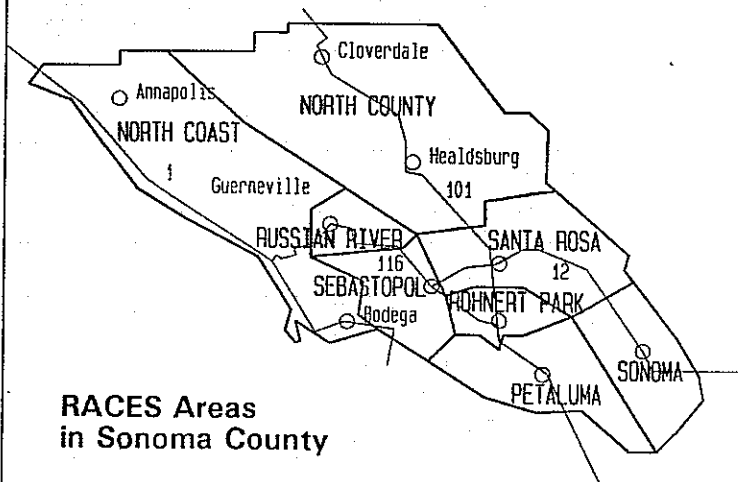 Cloverdale
Annapolis
NORTH COUNTY
NORTH COAST
Healdsburg
1
Guerneville
101
RUSSIAN RIVER
SANTA ROSA
116
12
SEBASTOPOL
ROHNERT PARK
Bodega
SONOMA
PETALUMA
RACES Areas
in Sonoma County